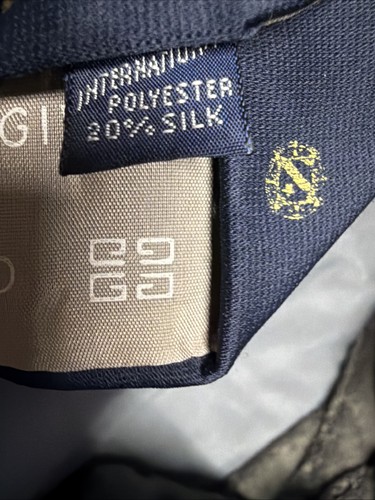 INTERNATION
POLYESTER
20% SILK
GI